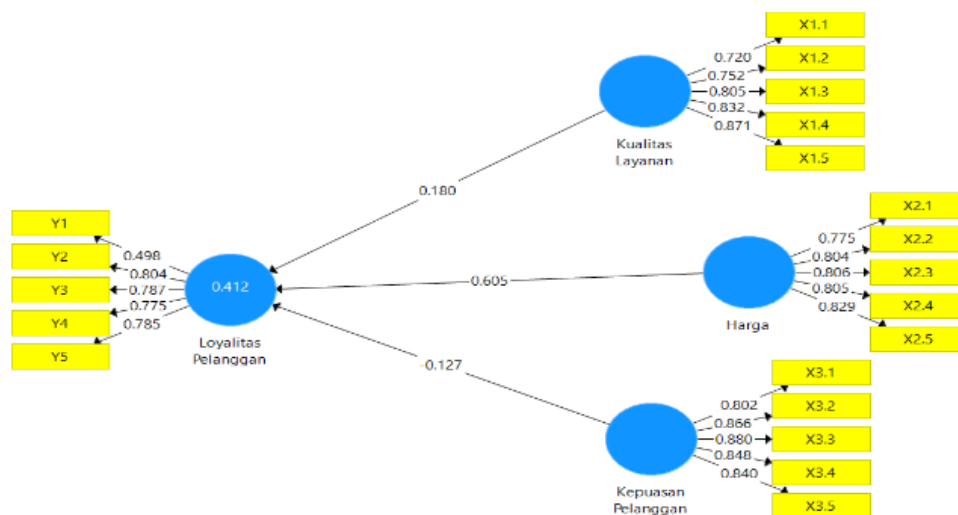 X1.1
0.720
X1.2
0.752
0.805
X1.3
0.832
X1.4
0.871
X1.5
Kualitas
Layanan
0.180
X2.1
0.775
X2.2
0.804
0.806
X2.3
0.805
X2.4
0.829
X2.5
Harga
0.605
Y1
0.498
Y2
0.804
Y3
0.787
0.775
Y4
0.785
Y5
0.412
Loyalitas
Pelanggan
-0.127
X3.1
0.802
X3.2
0.866
0.880
X3.3
0.848
X3.4
0.840
X3.5
Kepuasan
Pelanggan